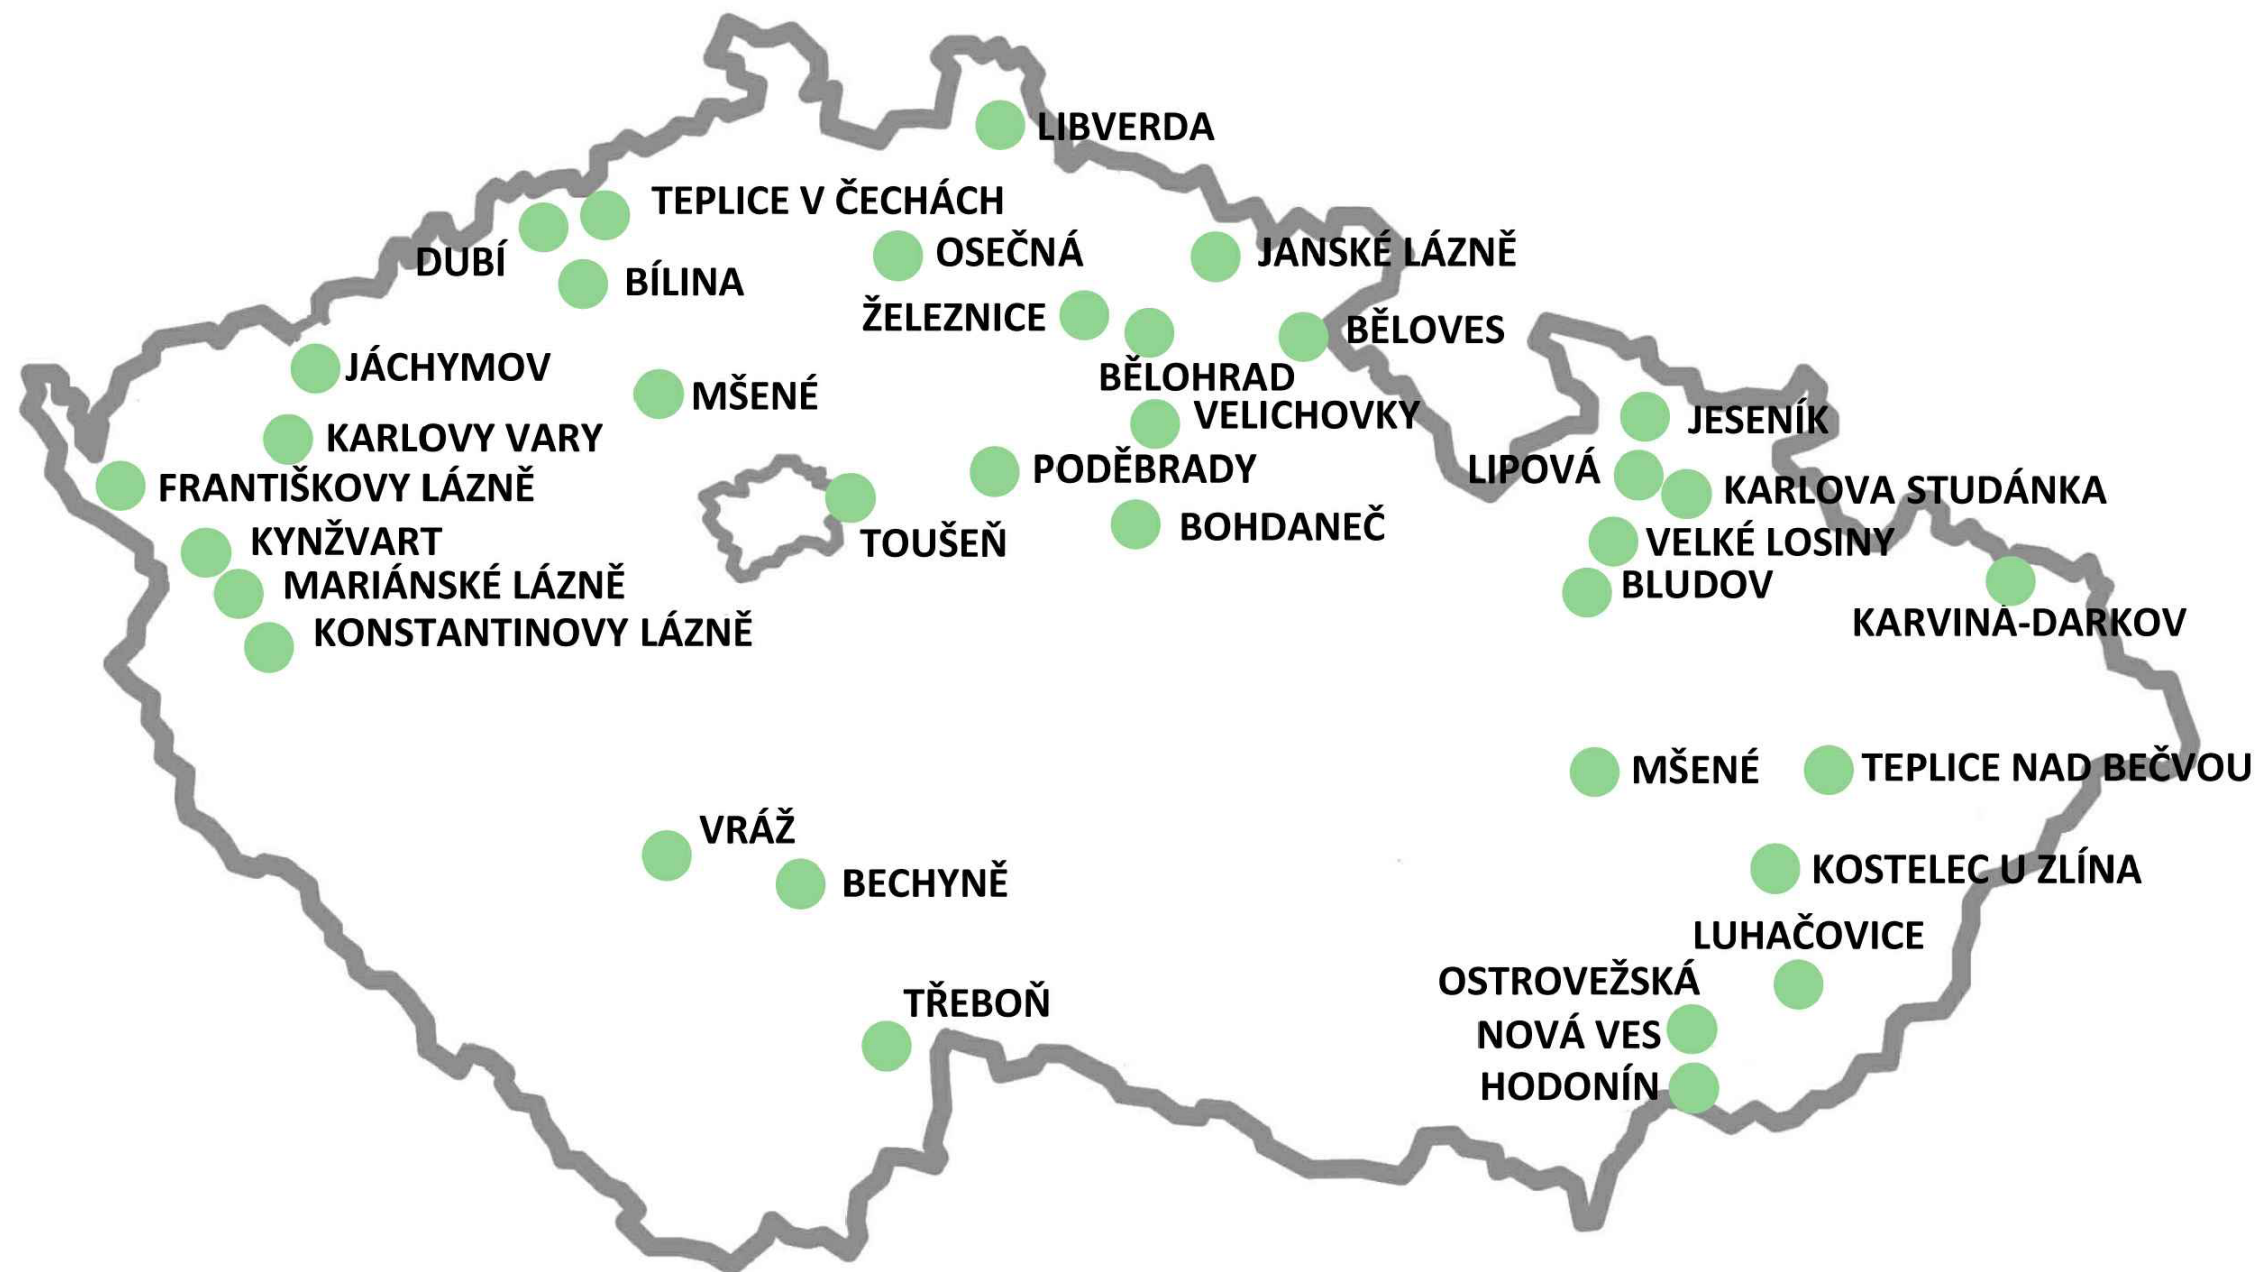 LIBVERDA
TEPLICE V ČECHÁCH
DUBÍ
BÍLINA
OSEČNÁ
JANSKÉ LÁZNĚ
ŽELEZNICE
BĚLOVES
BĚLOHRAD
JÁCHYMOV
MŠENÉ
VELICHOVKY
JESENÍK
KARLOVY VARY
PODĚBRADY
LIPOVÁ
FRANTIŠKOVY LÁZNĚ
KARLOVA STUDÁNKA
BOHDANEČ
KYNŽVART
TOUŠEŇ
VELKÉ LOSINY
MARIÁNSKÉ LÁZNĚ
BLUDOV
KONSTANTINOVY LÁZNĚ
KARVINÁ-DARKOV
MŠENÉ
TEPLICE NAD BEČVOU
VRÁŽ
BECHYNĚ
KOSTELEC U ZLÍNA
LUHAČOVICE
TŘEBOŇ
OSTROVEŽSKÁ
NOVÁ VES
HODONÍN